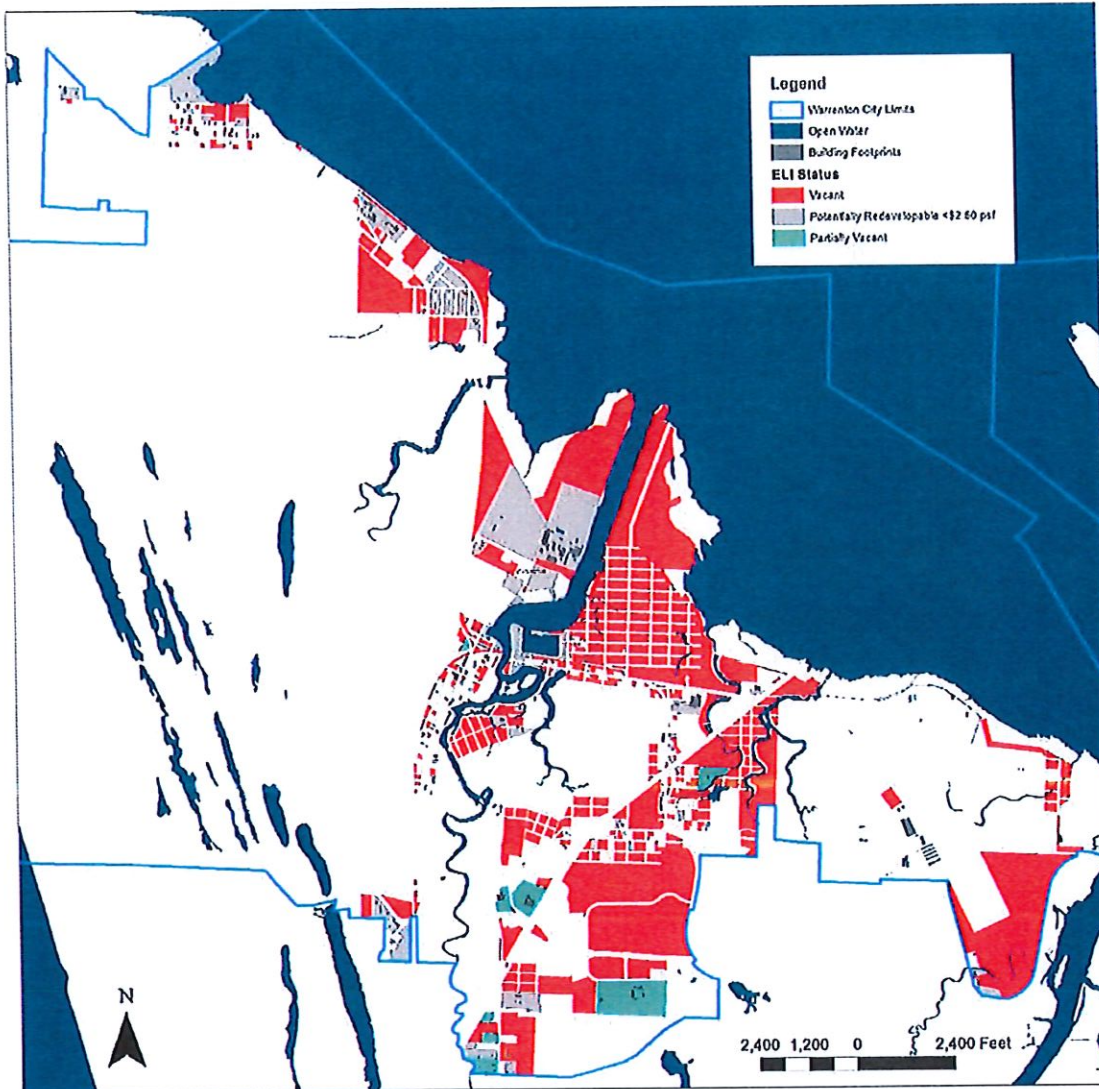 Legend
Warrenton City Limits
Open Water
Building Footprints
ELI Status
Vacant
Potentially Redevelopable <$2.50 psf
Partially Vacant
N
2,400 1,200 0 2,400 Feet